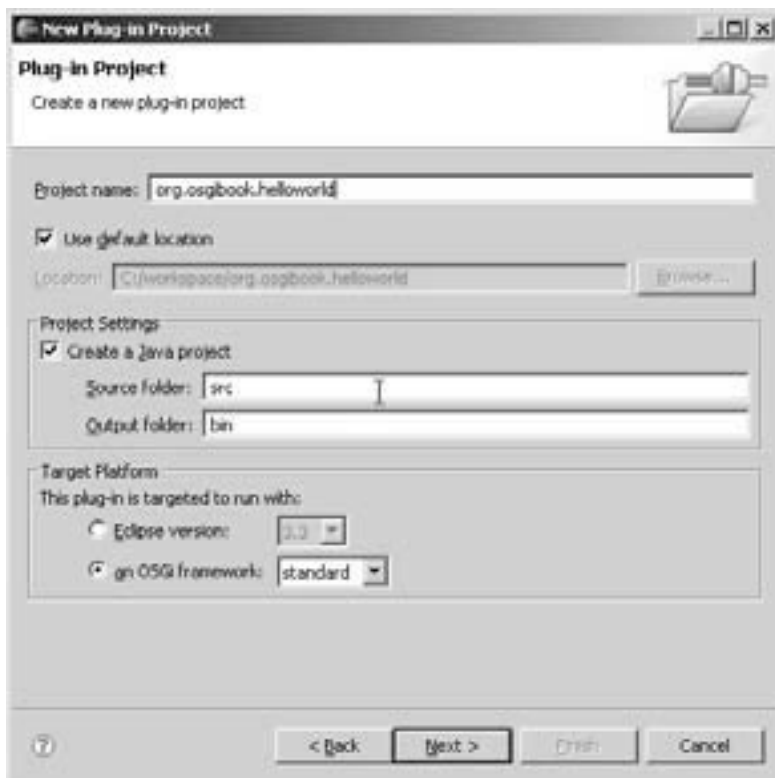 New Plug-in Project
Plug-in Project
Create a new plug-in project
Project name: org.osgibook.helloworld
Use default location
Location: C:/workspace/org.osgibook.helloworld Browse...
Project Settings
Create a Java project
Source folder: src
Output folder: bin
Target Platform
This plug-in is targeted to run with:
Eclipse version: 3.3
an OSGi framework: standard
< Back Next > Finish Cancel